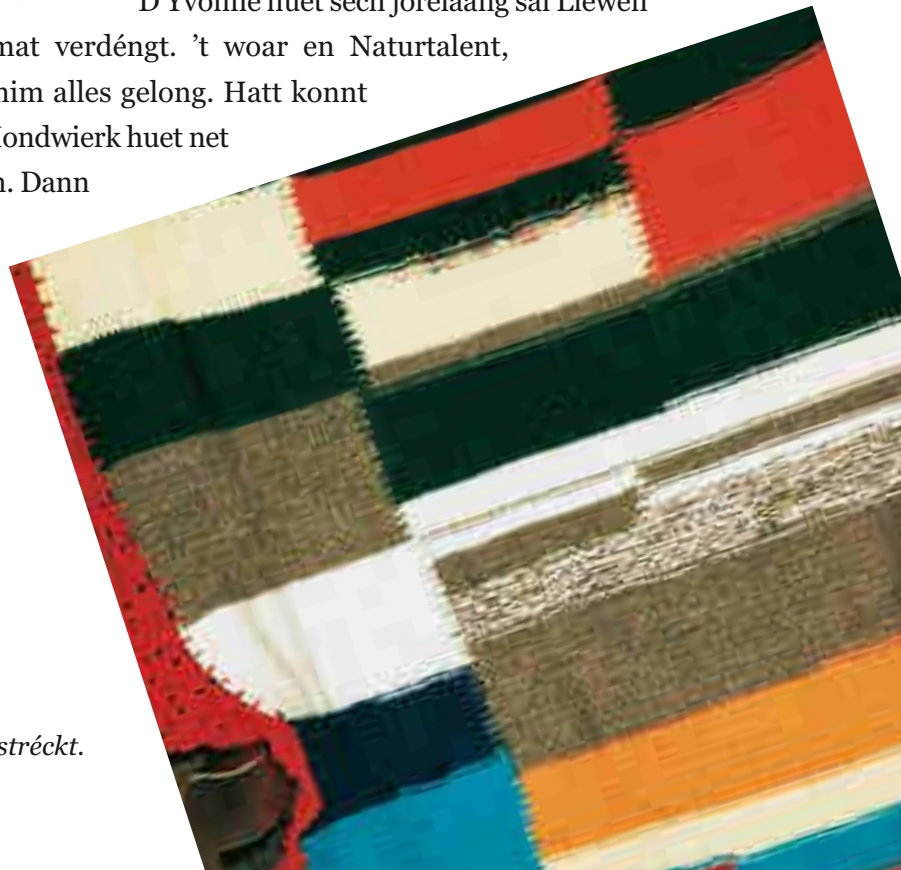 D’Yvonne huet sech jorelaang säi Liewen
mat verdéngt. ’t woar en Naturtalent,
him alles gelong. Hatt konnt
Hondwierk huet net
Dann
stréckt.